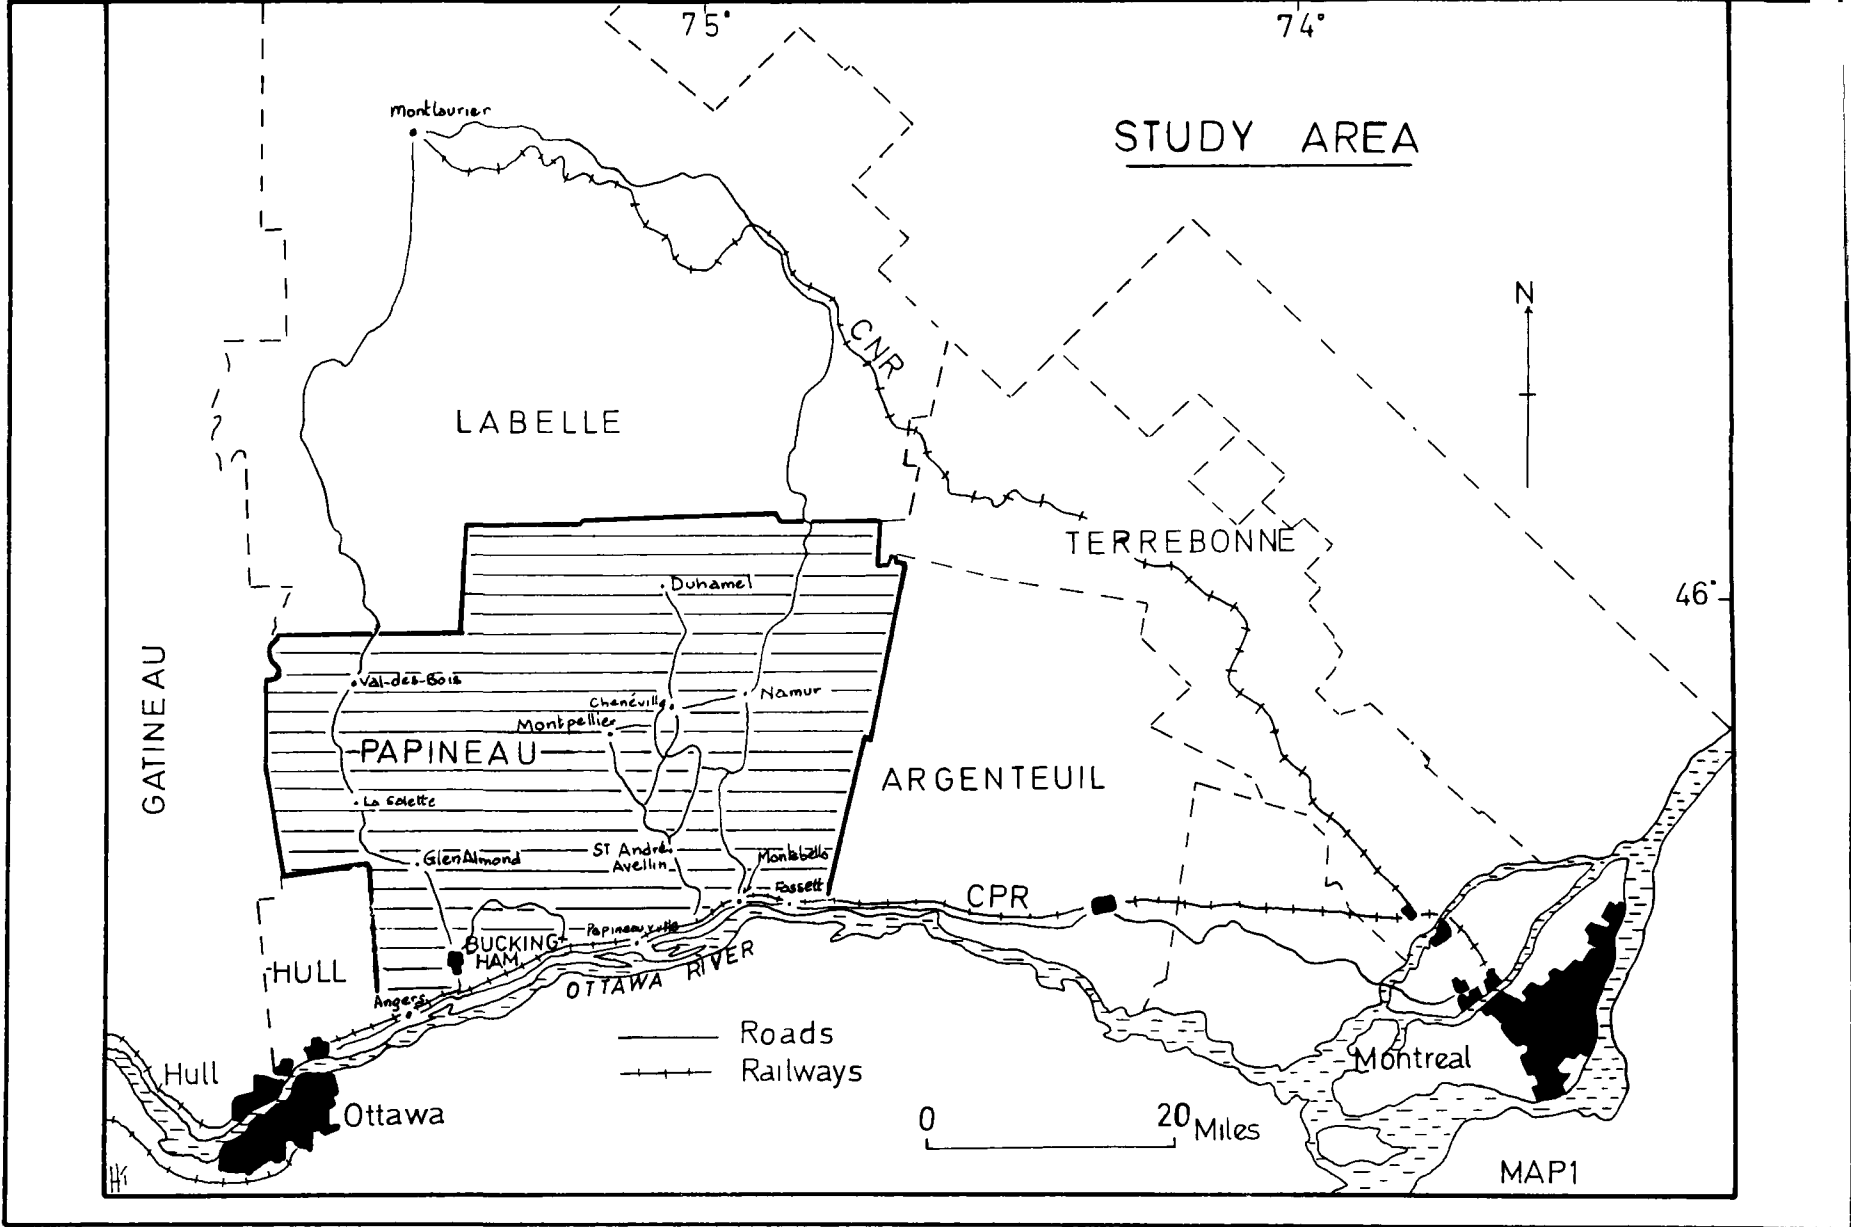 75°
74°
Montlaurier
STUDY AREA
N
CNR
LABELLE
TERREBONNE
Duhamel
46°
GATINEAU
Val-des-Bois
Chenéville
Namur
Montpellier
PAPINEAU
ARGENTEUIL
La Salette
St André
Avellin
Montebello
Glen Almond
Fassett
CPR
Papineauville
BUCKING-
HAM
HULL
OTTAWA RIVER
Angers
Roads
Hull
Montreal
Railways
Ottawa
0 20 Miles
MAP1